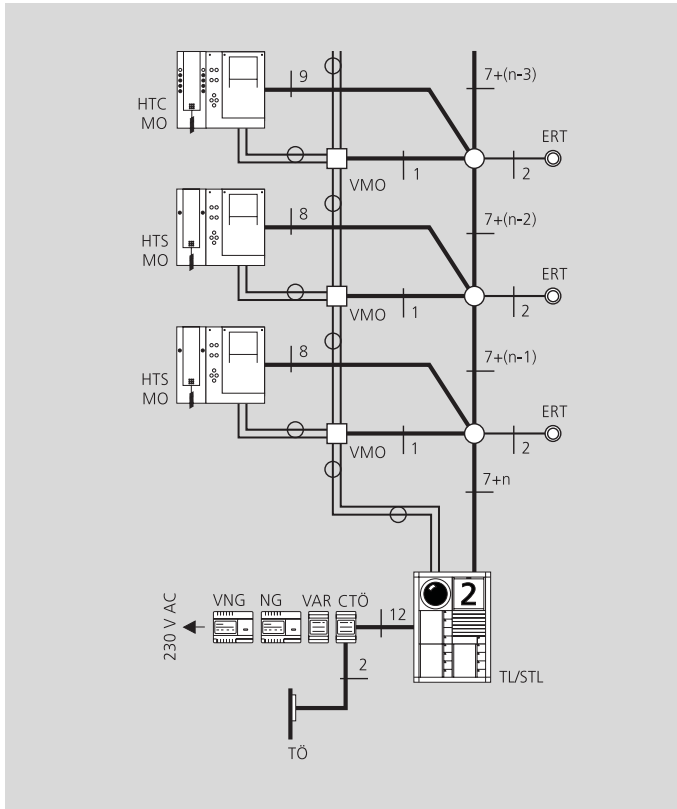 9
7+(n-3)
HTC
MO
ERT
VMO
1
2
8
7+(n-2)
HTS
MO
ERT
VMO
1
2
8
7+(n-1)
HTS
MO
ERT
VMO
1
2
7+n
230 V AC
VNG NG VAR CTÖ
12
2
2
TL/STL
TÖ